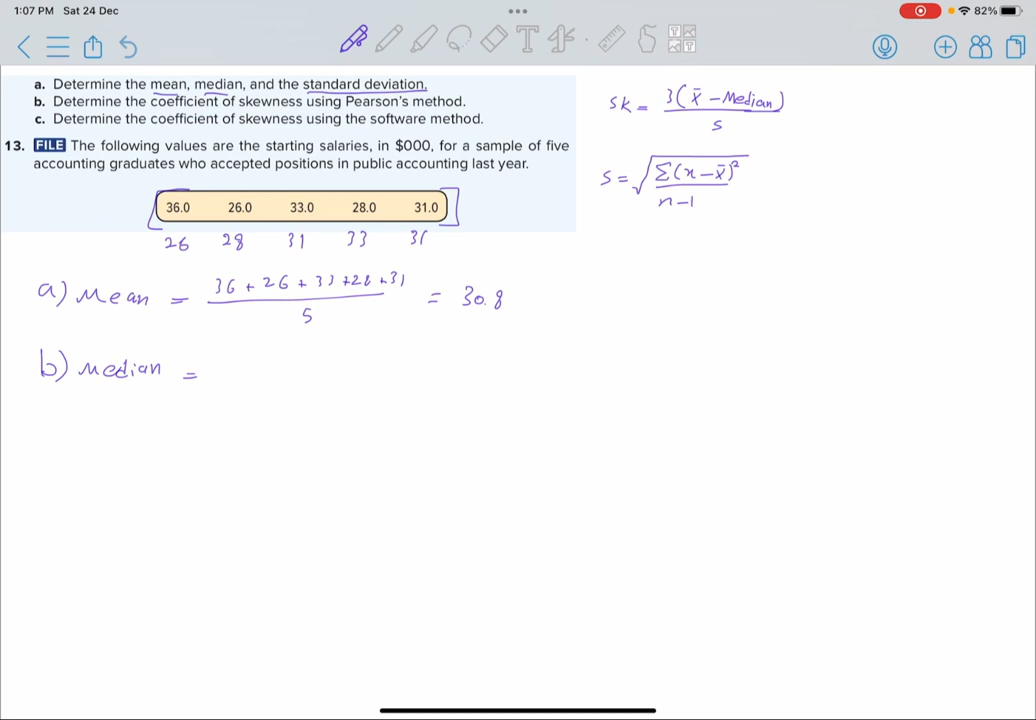 1:07 PM Sat 24 Dec
82%
a. Determine the mean, median, and the standard deviation.
b. Determine the coefficient of skewness using Pearson's method.
c. Determine the coefficient of skewness using the software method.
13. FILE The following values are the starting salaries, in $000, for a sample of five
accounting graduates who accepted positions in public accounting last year.
36.0 26.0 33.0 28.0 31.0
26 28 31 33 36
a) Mean = 36 + 26 + 33 + 28 + 31 / 5 = 30.8
b) Median =
SK = 3(x̄ - Median) / s
s = √Σ(x - x̄)² / n-1